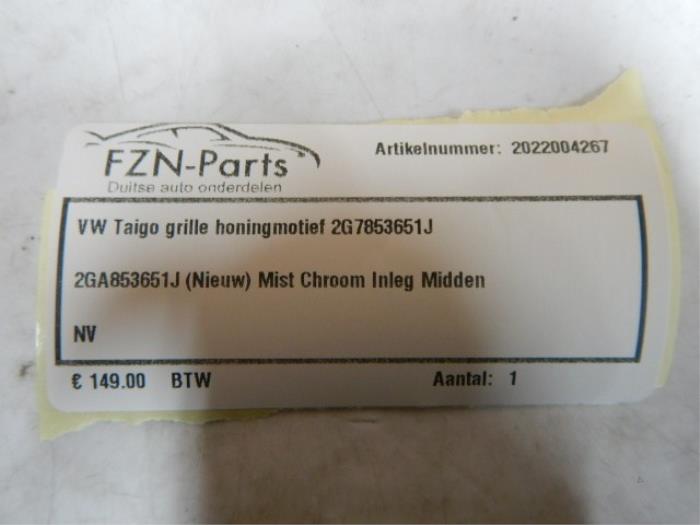 FZN-Parts
Duitse auto onderdelen
Artikelnummer: 2022004267
VW Taigo grille honingmotief 2G7853651J
2GA853651J (Nieuw) Mist Chroom Inleg Midden
NV
€ 149.00 BTW Aantal: 1